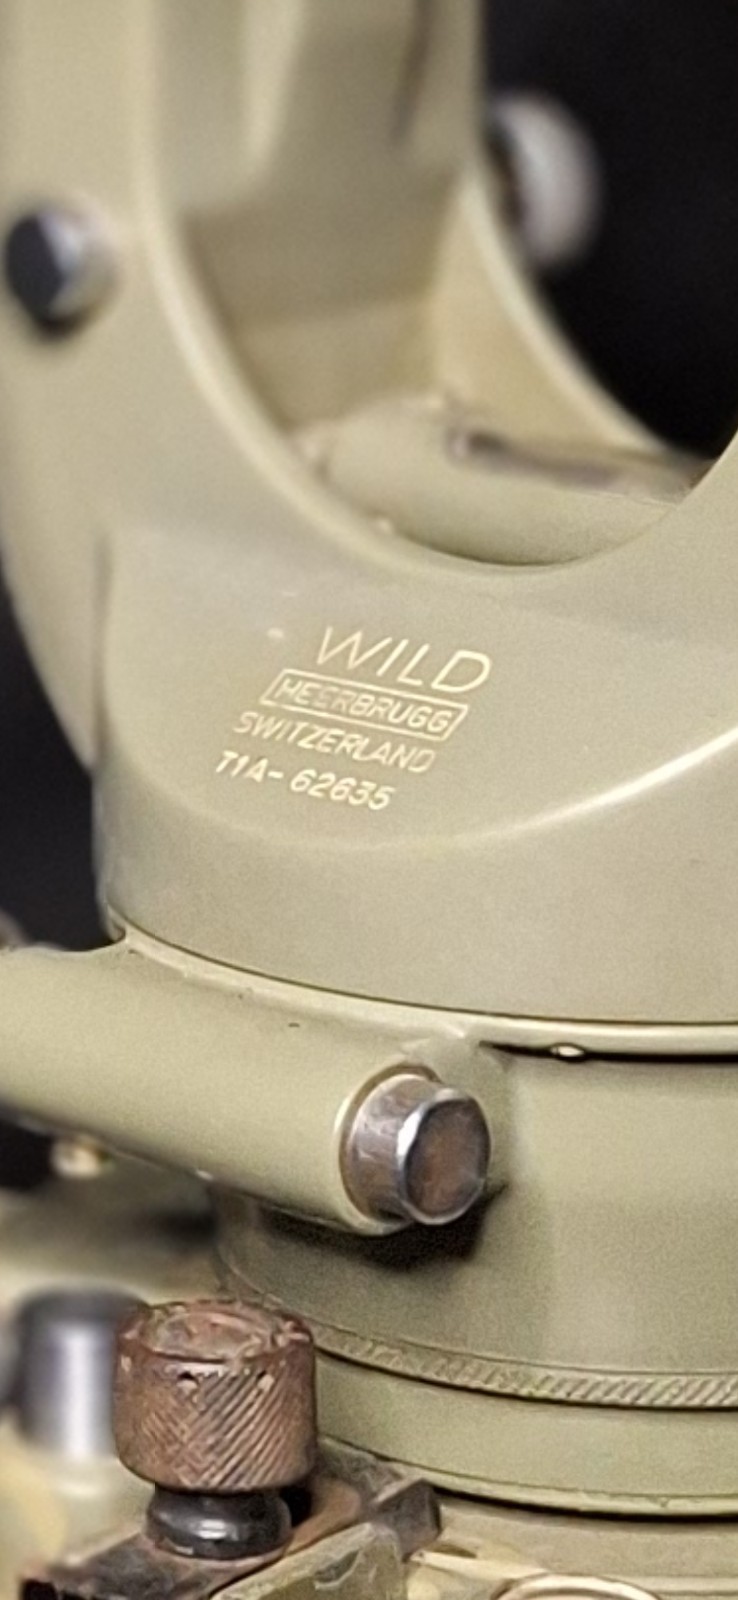 WILD
HEERBRUGG
SWITZERLAND
T1A- 62635